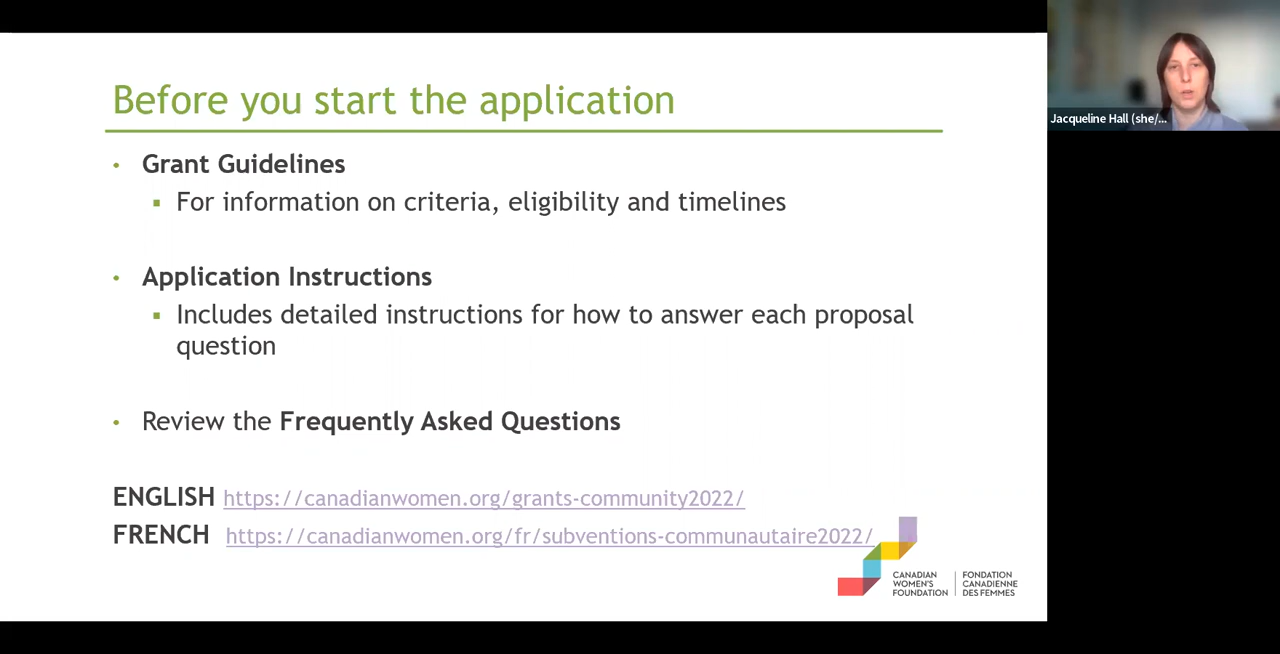 Before you start the application
• Grant Guidelines
▪ For information on criteria, eligibility and timelines
• Application Instructions
▪ Includes detailed instructions for how to answer each proposal
question
• Review the Frequently Asked Questions
ENGLISH https://canadianwomen.org/grants-community2022/
FRENCH https://canadianwomen.org/fr/subventions-communautaire2022/
CANADIAN
WOMEN'S
FOUNDATION
FONDATION
CANADIENNE
DES FEMMES
Jacqueline Hall (she/...